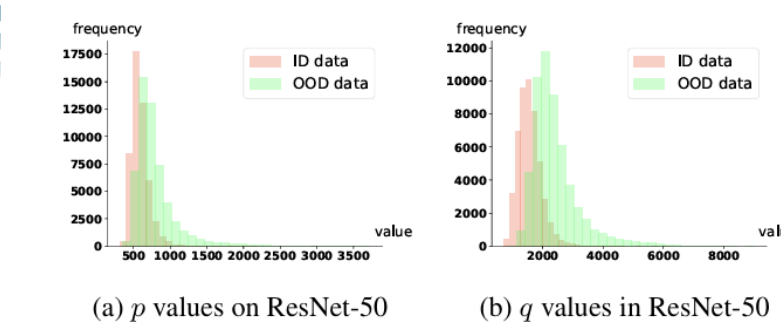 frequency
17500
15000
12500
10000
7500
5000
2500
0
500 1000 1500 2000 2500 3000 3500
value
ID data
OOD data
(a) p values on ResNet-50
frequency
12000
10000
8000
6000
4000
2000
0
2000 4000 6000 8000
val
ID data
OOD data
(b) q values in ResNet-50